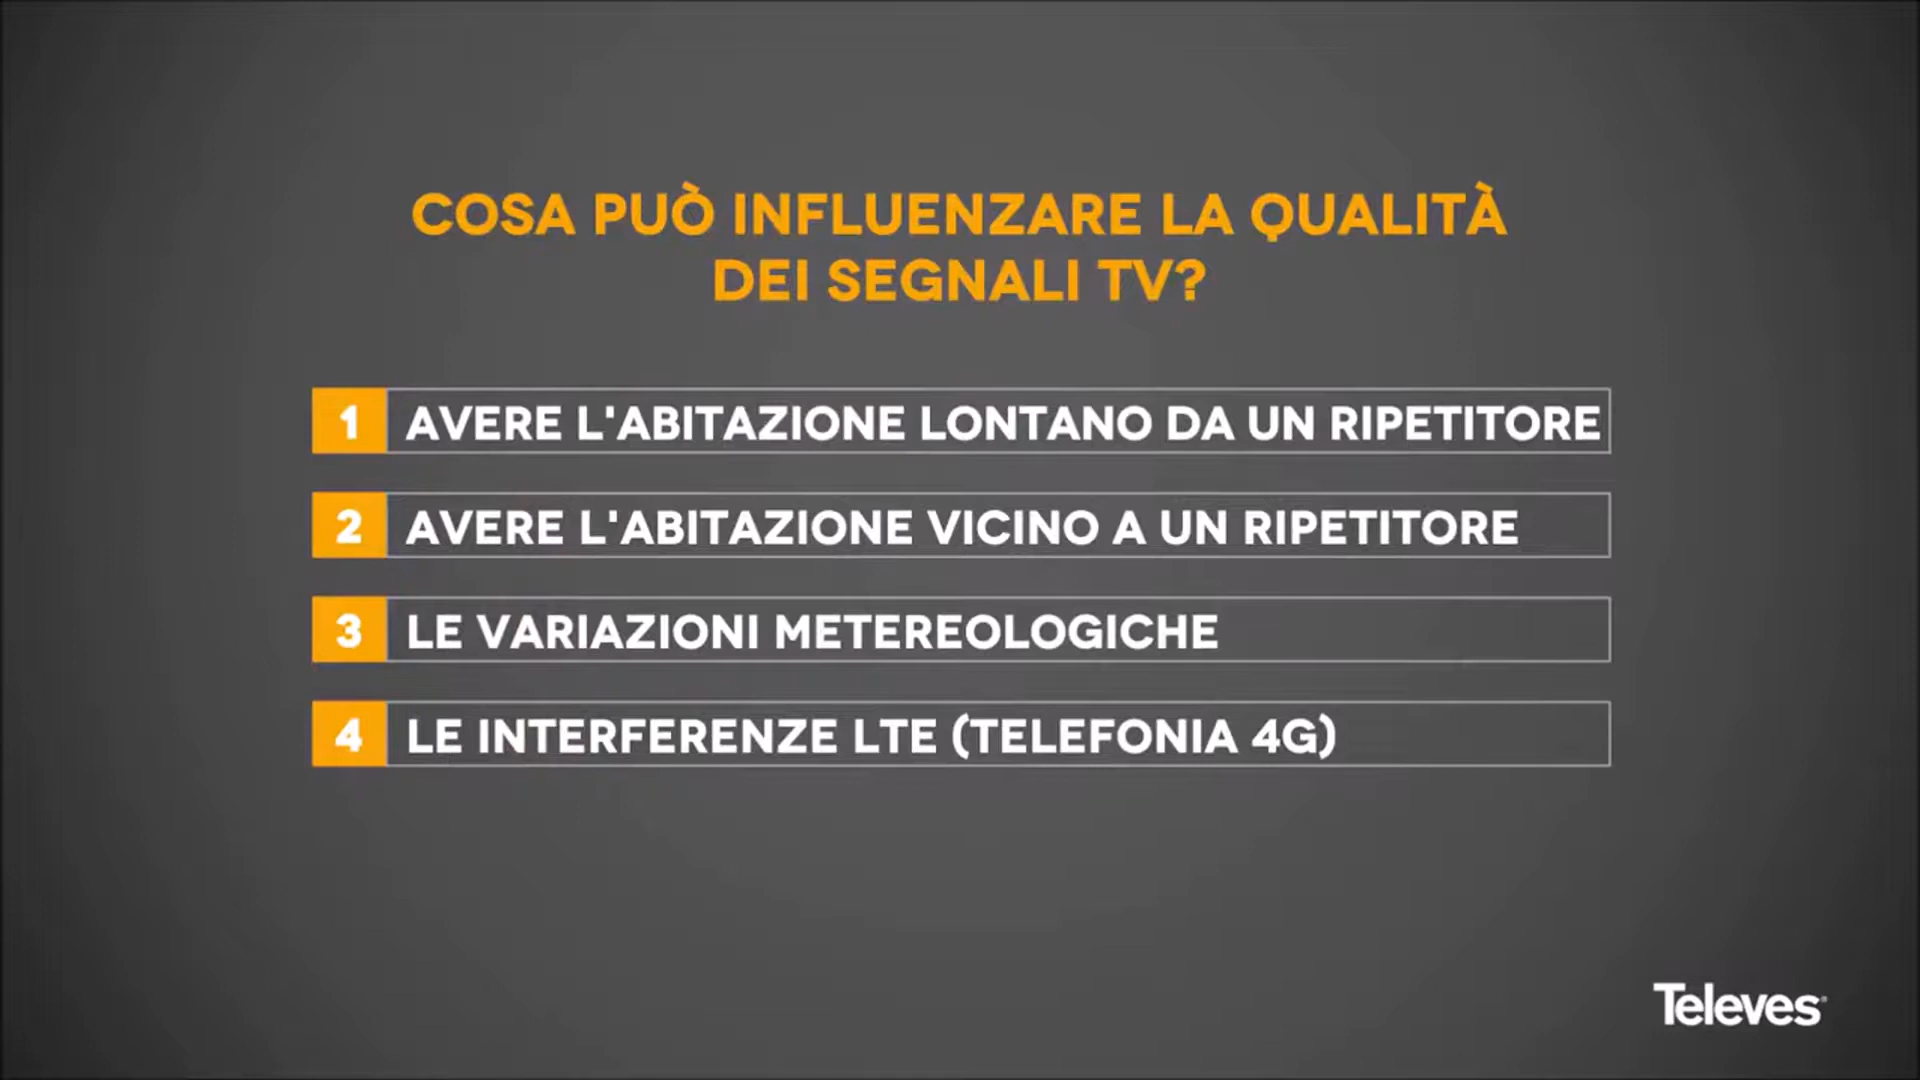 COSA PUÒ INFLUENZARE LA QUALITÀ
DEI SEGNALI TV?
1 AVERE L'ABITAZIONE LONTANO DA UN RIPETITORE
2 AVERE L'ABITAZIONE VICINO A UN RIPETITORE
3 LE VARIAZIONI METEREOLOGICHE
4 LE INTERFERENZE LTE (TELEFONIA 4G)
Televes®